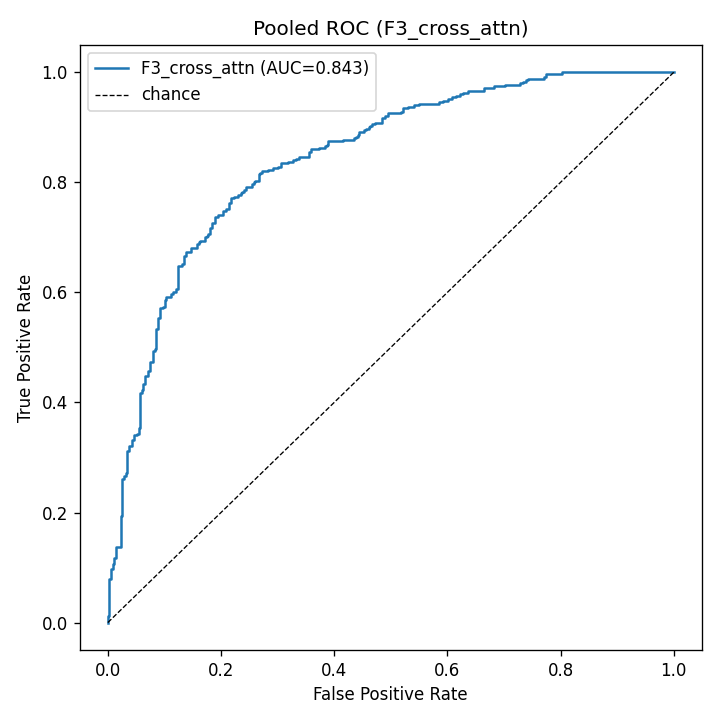 Pooled ROC (F3_cross_attn)
F3_cross_attn (AUC=0.843)
chance
1.0
0.8
0.6
0.4
0.2
0.0
True Positive Rate
0.0 0.2 0.4 0.6 0.8 1.0
False Positive Rate